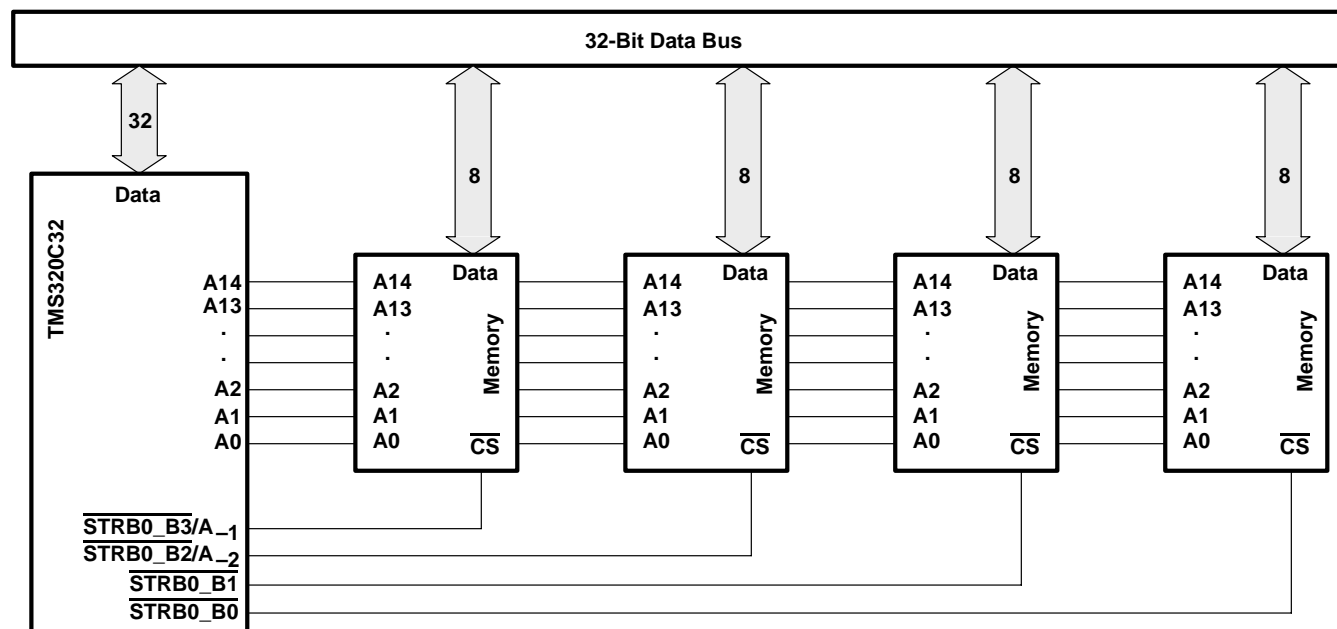 32-Bit Data Bus
32
8
8
8
8
TMS320C32
Data
A14
A13
.
.
A2
A1
A0
STRB0_B3/A–1
STRB0_B2/A–2
STRB0_B1
STRB0_B0
Data
Memory
A14
A13
.
.
A2
A1
A0
CS
Data
Memory
A14
A13
.
.
A2
A1
A0
CS
Data
Memory
A14
A13
.
.
A2
A1
A0
CS
Data
Memory
A14
A13
.
.
A2
A1
A0
CS